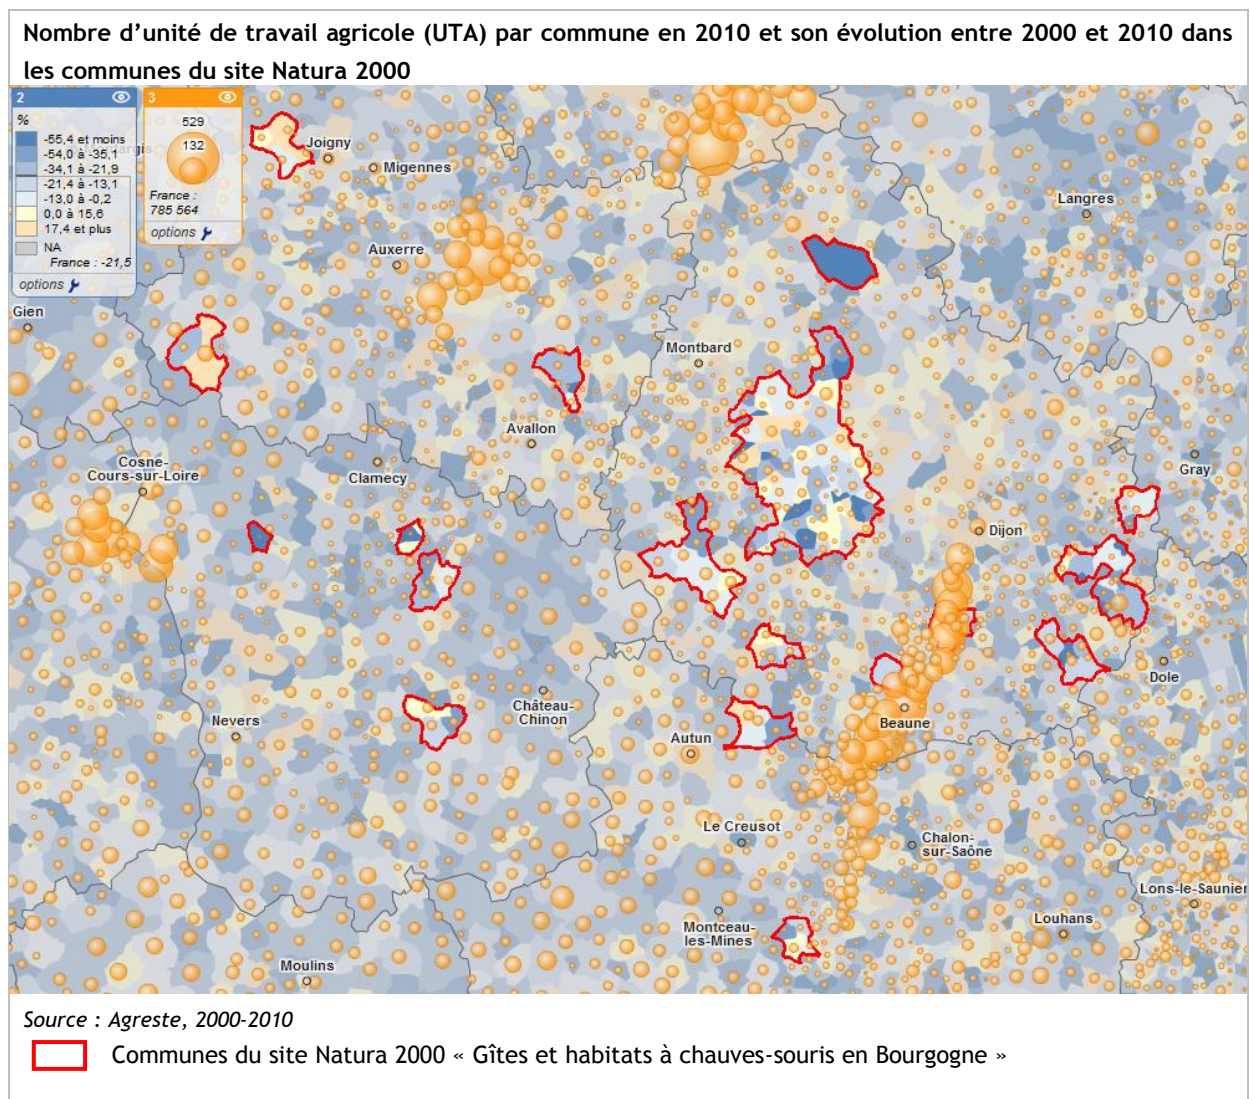 Nombre d’unité de travail agricole (UTA) par commune en 2010 et son évolution entre 2000 et 2010 dans
les communes du site Natura 2000
2
%
-55,4 et moins
-54,0 à -35,1
-34,1 à -21,9
-21,4 à -13,1
-13,0 à -0,2
0,0 à 15,6
17,4 et plus
NA
France : -21,5
options
3
529
132
France :
785 564
options
Joigny
Migennes
Langres
Auxerre
Gien
Montbard
Avallon
Cosne-
Cours-sur-Loire
Clamecy
Gray
Dijon
Dole
Château-
Chinon
Nevers
Beaune
Autun
Le Creusot
Chalon-
sur-Saône
Lons-le-Saunier
Louhans
Montceau-
les-Mines
Moulins
Source : Agreste, 2000-2010
Communes du site Natura 2000 « Gîtes et habitats à chauves-souris en Bourgogne »